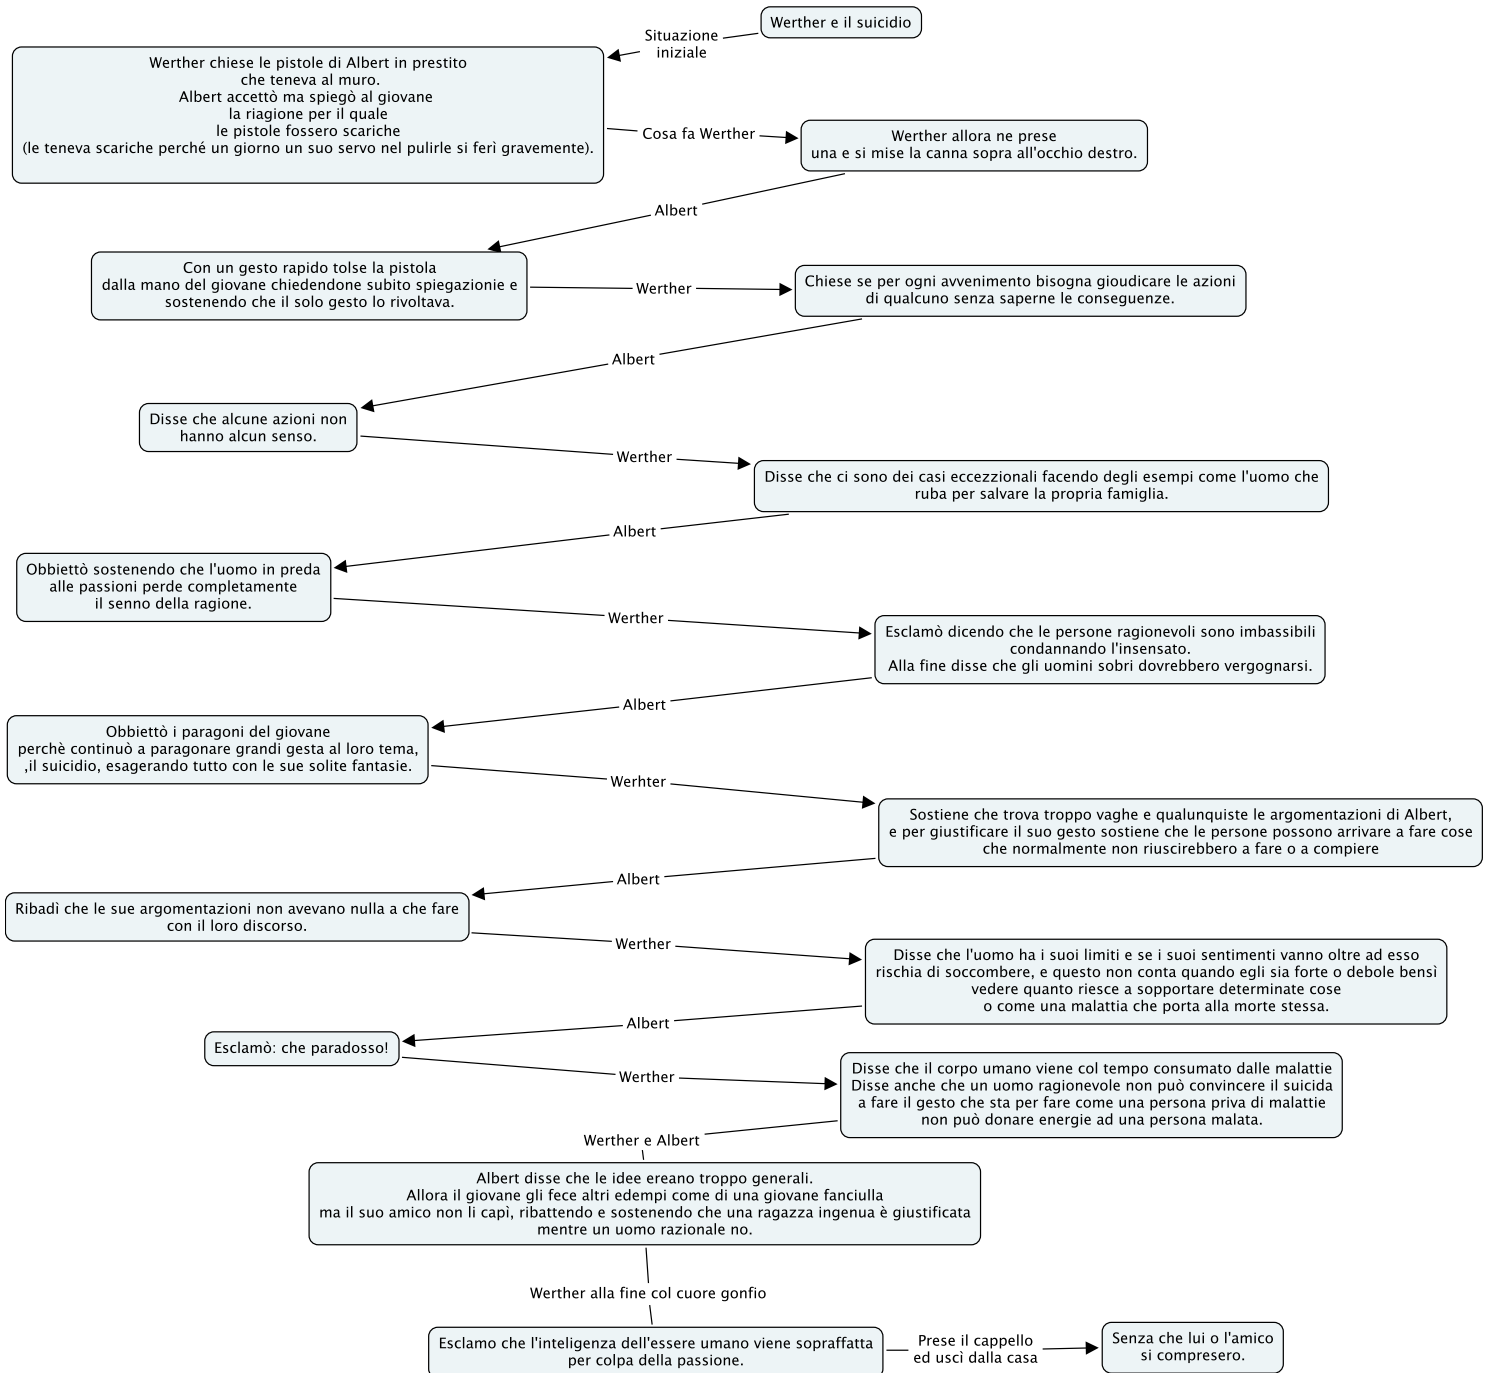 Werther e il suicidio
Situazione
iniziale
Werther chiese le pistole di Albert in prestito
che teneva al muro.
Albert accettò ma spiegò al giovane
la riagione per il quale
le pistole fossero scariche
(le teneva scariche perché un giorno un suo servo nel pulirle si ferì gravemente).
Cosa fa Werther
Werther allora ne prese
una e si mise la canna sopra all'occhio destro.
Albert
Con un gesto rapido tolse la pistola
dalla mano del giovane chiedendone subito spiegazionie e
sostenendo che il solo gesto lo rivoltava.
Werther
Chiese se per ogni avvenimento bisogna gioudicare le azioni
di qualcuno senza saperne le conseguenze.
Albert
Disse che alcune azioni non
hanno alcun senso.
Werther
Disse che ci sono dei casi eccezzionali facendo degli esempi come l'uomo che
ruba per salvare la propria famiglia.
Albert
Obbiettò sostenendo che l'uomo in preda
alle passioni perde completamente
il senno della ragione.
Werther
Esclamò dicendo che le persone ragionevoli sono imbassibili
condannando l'insensato.
Alla fine disse che gli uomini sobri dovrebbero vergognarsi.
Albert
Obbiettò i paragoni del giovane
perchè continuò a paragonare grandi gesta al loro tema,
,il suicidio, esagerando tutto con le sue solite fantasie.
Werhter
Sostiene che trova troppo vaghe e qualunquiste le argomentazioni di Albert,
e per giustificare il suo gesto sostiene che le persone possono arrivare a fare cose
che normalmente non riuscirebbero a fare o a compiere
Albert
Ribadì che le sue argomentazioni non avevano nulla a che fare
con il loro discorso.
Werther
Disse che l'uomo ha i suoi limiti e se i suoi sentimenti vanno oltre ad esso
rischia di soccombere, e questo non conta quando egli sia forte o debole bensì
vedere quanto riesce a sopportare determinate cose
o come una malattia che porta alla morte stessa.
Albert
Esclamò: che paradosso!
Werther
Disse che il corpo umano viene col tempo consumato dalle malattie
Disse anche che un uomo ragionevole non può convincere il suicida
a fare il gesto che sta per fare come una persona priva di malattie
non può donare energie ad una persona malata.
Werther e Albert
Albert disse che le idee ereano troppo generali.
Allora il giovane gli fece altri edempi come di una giovane fanciulla
ma il suo amico non li capì, ribattendo e sostenendo che una ragazza ingenua è giustificata
mentre un uomo razionale no.
Werther alla fine col cuore gonfio
Esclamo che l'inteligenza dell'essere umano viene sopraffatta
per colpa della passione.
Prese il cappello
ed uscì dalla casa
Senza che lui o l'amico
si compresero.